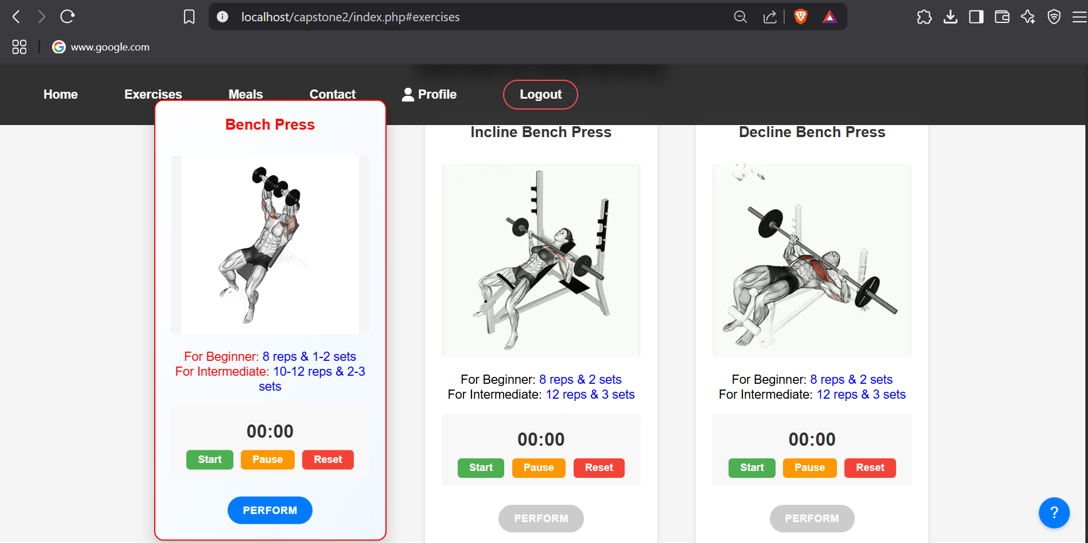 localhost/capstone2/index.php#exercises
www.google.com
Home Exercises Meals Contact Profile Logout
Bench Press
For Beginner: 8 reps & 1-2 sets
For Intermediate: 10-12 reps & 2-3
sets
00:00
Start Pause Reset
PERFORM
Incline Bench Press
For Beginner: 8 reps & 2 sets
For Intermediate: 12 reps & 3 sets
00:00
Start Pause Reset
PERFORM
Decline Bench Press
For Beginner: 8 reps & 2 sets
For Intermediate: 12 reps & 3 sets
00:00
Start Pause Reset
PERFORM
?